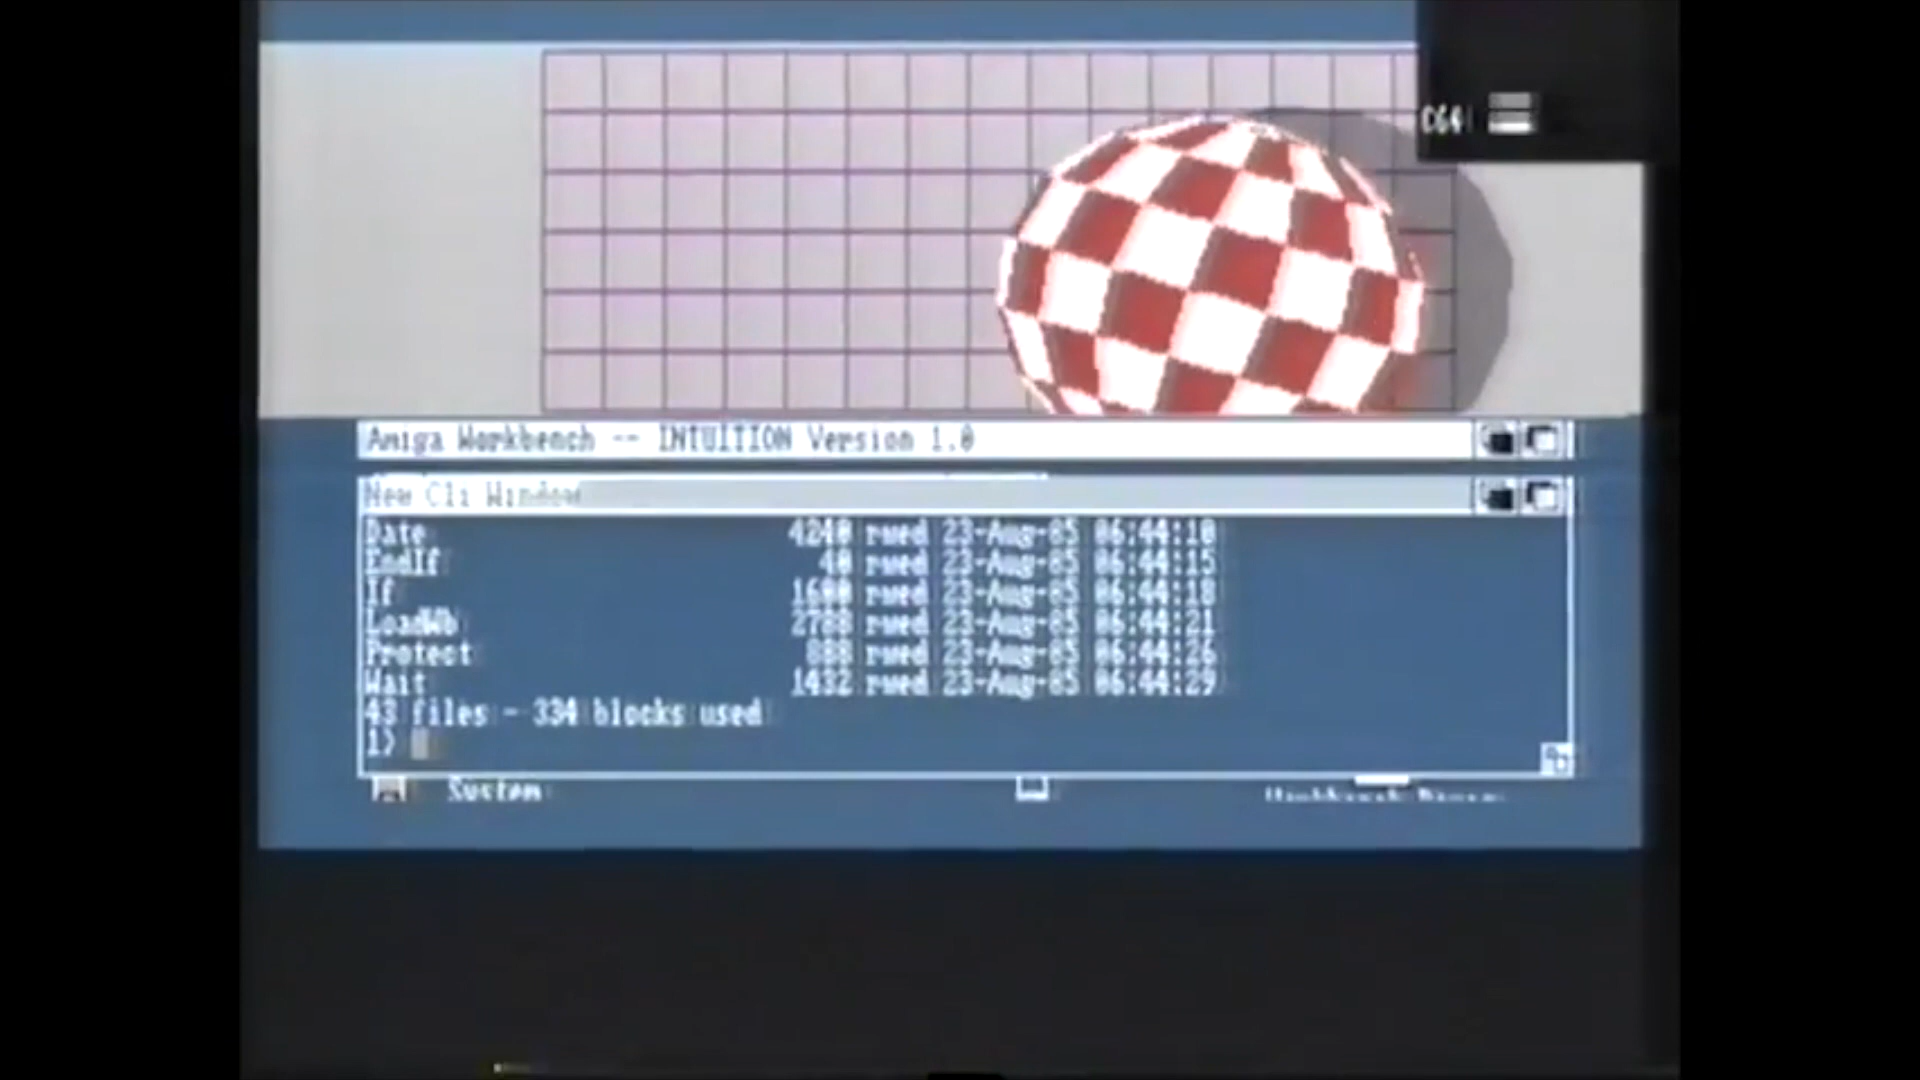 C64
Amiga Workbench -- INTUITION Version 1.0
New Cli Window
Date 4240 rwed 23-Aug-85 06:44:10
EndIf 40 rwed 23-Aug-85 06:44:15
If 1600 rwed 23-Aug-85 06:44:18
LoadWb 2788 rwed 23-Aug-85 06:44:21
Protect 888 rwed 23-Aug-85 06:44:26
Wait 1432 rwed 23-Aug-85 06:44:29
43 files - 334 blocks used
1>
System